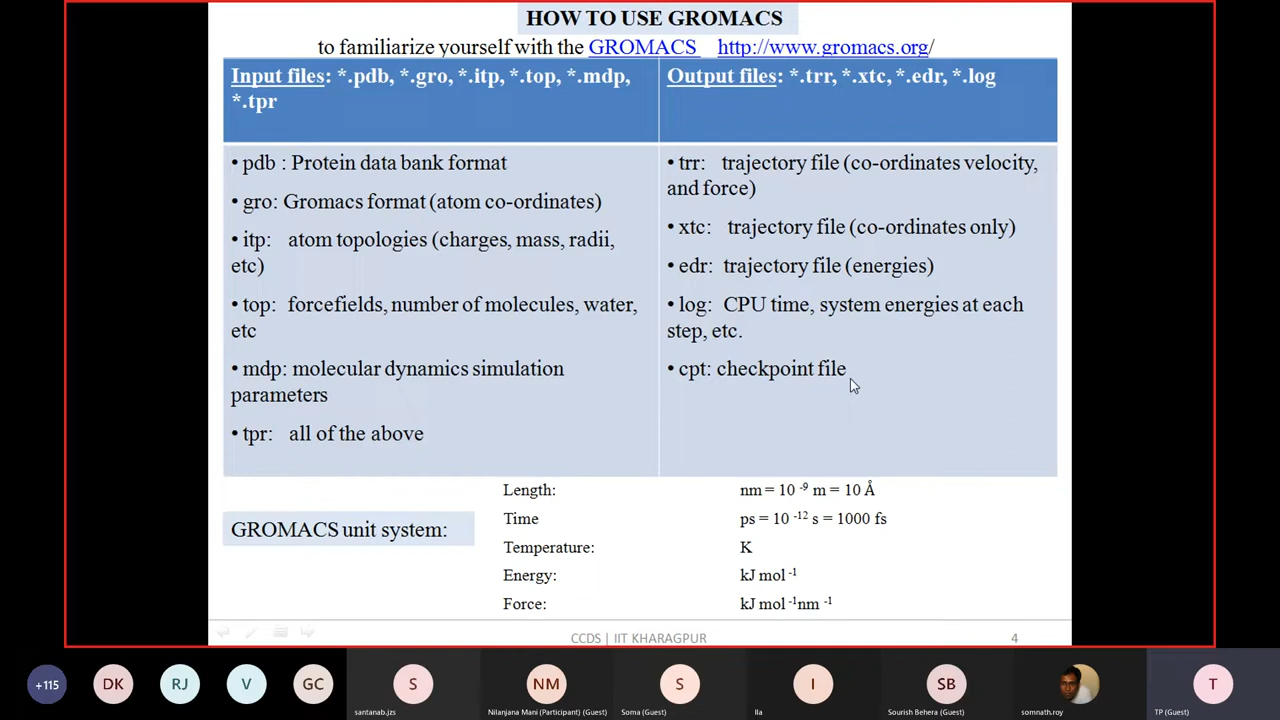 HOW TO USE GROMACS
to familiarize yourself with the GROMACS http://www.gromacs.org/
Input files: *.pdb, *.gro, *.itp, *.top, *.mdp,
*.tpr
Output files: *.trr, *.xtc, *.edr, *.log
• pdb : Protein data bank format
• gro: Gromacs format (atom co-ordinates)
• itp: atom topologies (charges, mass, radii,
etc)
• top: forcefields, number of molecules, water,
etc
• mdp: molecular dynamics simulation
parameters
• tpr: all of the above
• trr: trajectory file (co-ordinates velocity,
and force)
• xtc: trajectory file (co-ordinates only)
• edr: trajectory file (energies)
• log: CPU time, system energies at each
step, etc.
• cpt: checkpoint file
GROMACS unit system:
Length: nm = 10 -9 m = 10 Å
Time ps = 10 -12 s = 1000 fs
Temperature: K
Energy: kJ mol -1
Force: kJ mol -1nm -1
CCDS | IIT KHARAGPUR 4
+115 DK RJ V GC S NM S I SB T
santanab.jzs Nilanjana Mani (Participant) (Guest) Soma (Guest) Ila Sourish Behera (Guest) somnath.roy TP (Guest)